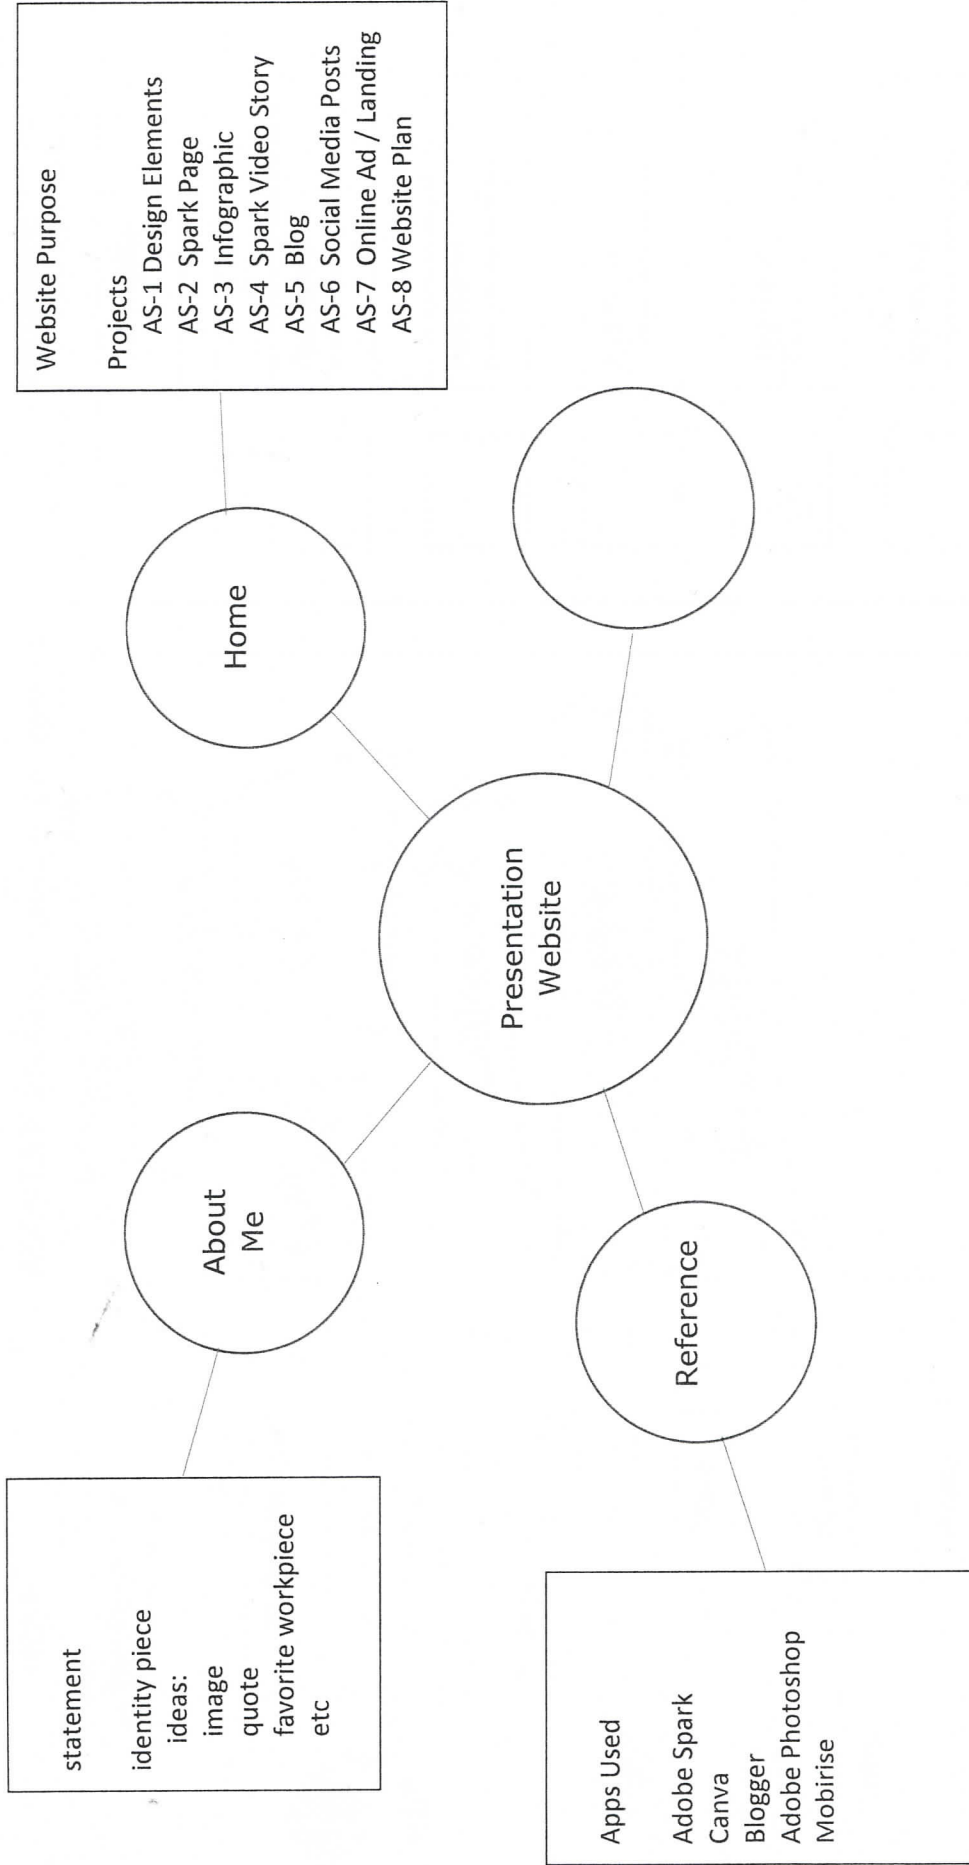 statement
identity piece
ideas:
image
quote
favorite workpiece
etc
About
Me
Home
Website Purpose
Projects
AS-1 Design Elements
AS-2 Spark Page
AS-3 Infographic
AS-4 Spark Video Story
AS-5 Blog
AS-6 Social Media Posts
AS-7 Online Ad / Landing
AS-8 Website Plan
Presentation
Website
Reference
Apps Used
Adobe Spark
Canva
Blogger
Adobe Photoshop
Mobirise